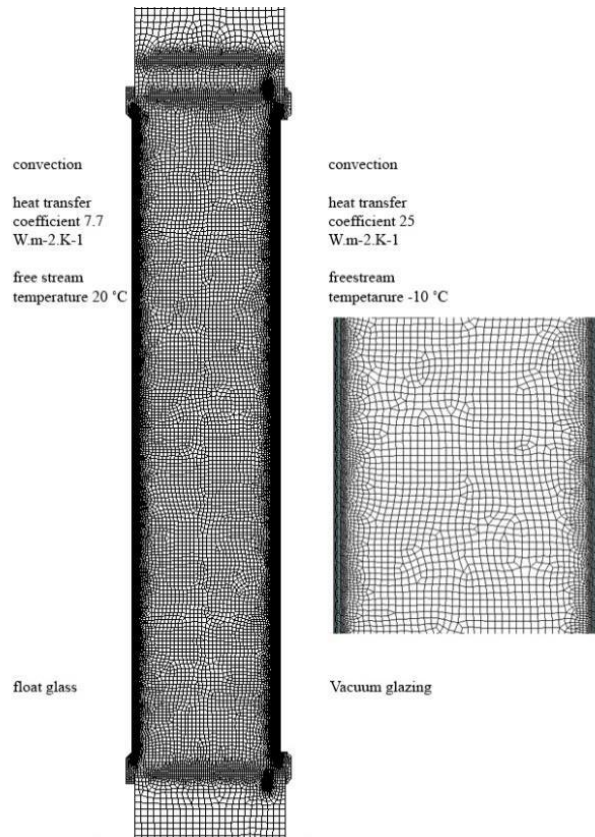 convection
heat transfer
coefficient 7.7
W.m-2.K-1
free stream
temperature 20 °C
float glass
convection
heat transfer
coefficient 25
W.m-2.K-1
freestream
tempetarure -10 °C
Vacuum glazing